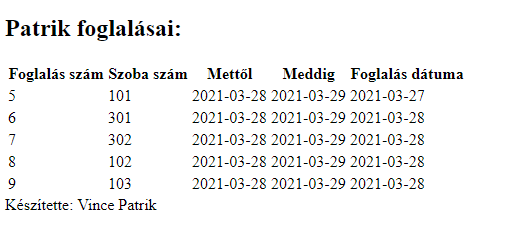 Patrik foglalásai:
Foglalás szám Szoba szám Mettől Meddig Foglalás dátuma
5 101 2021-03-28 2021-03-29 2021-03-27
6 301 2021-03-28 2021-03-29 2021-03-28
7 302 2021-03-28 2021-03-29 2021-03-28
8 102 2021-03-28 2021-03-29 2021-03-28
9 103 2021-03-28 2021-03-29 2021-03-28
Készítette: Vince Patrik